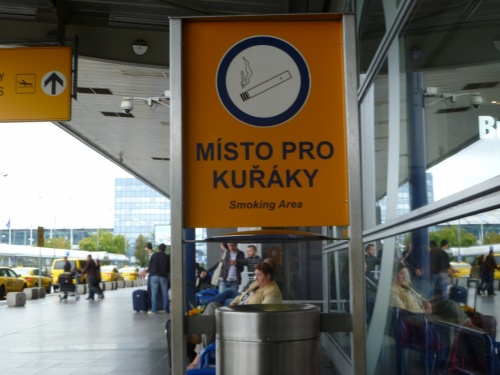 MÍSTO PRO
KUŘÁKY
Smoking Area